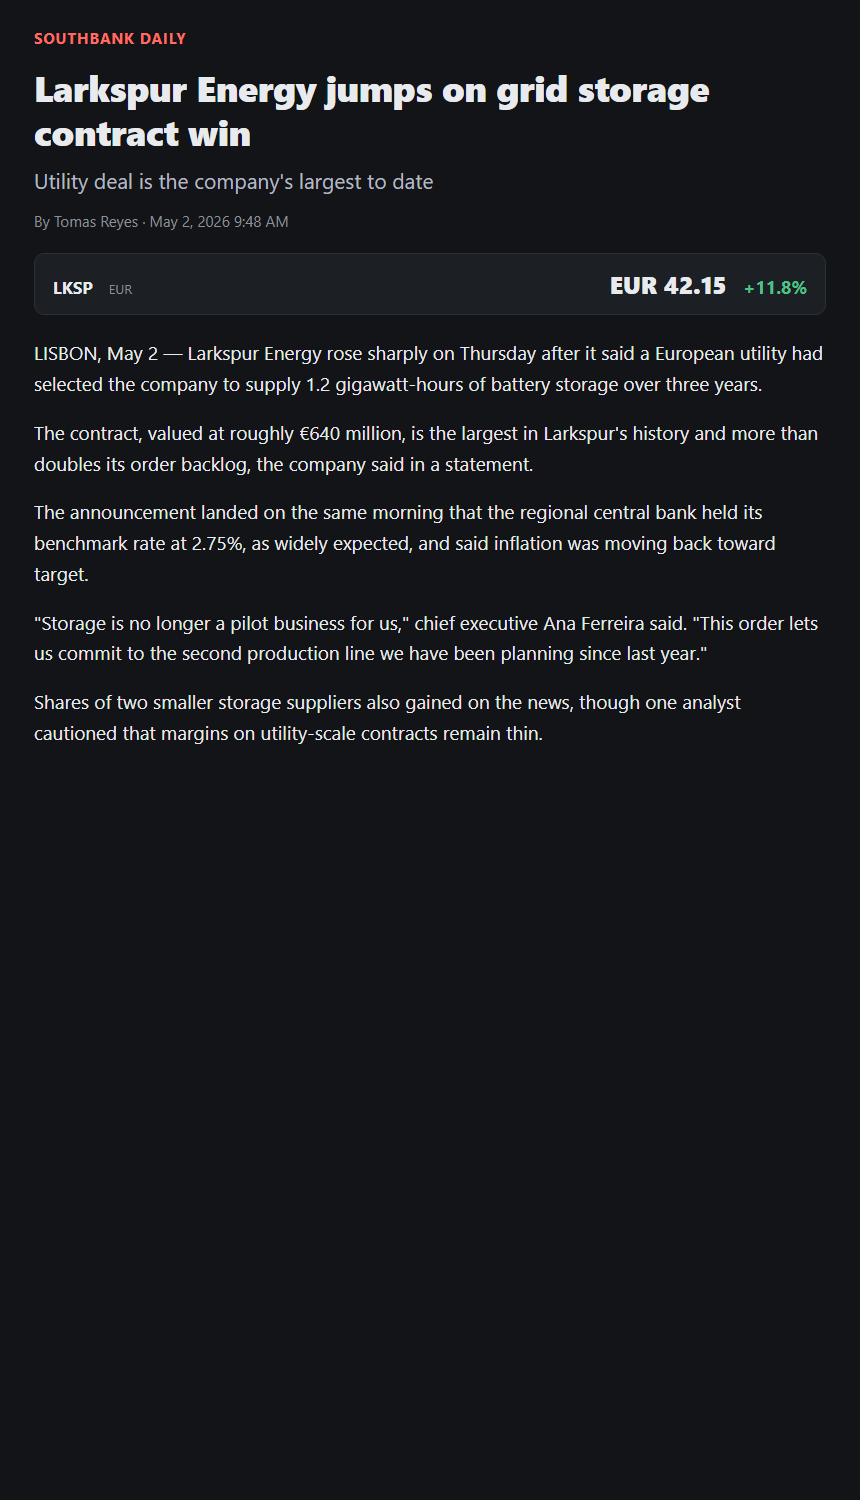 SOUTHBANK DAILY
Larkspur Energy jumps on grid storage
contract win
Utility deal is the company's largest to date
By Tomas Reyes · May 2, 2026 9:48 AM
LKSP EUR EUR 42.15 +11.8%
LISBON, May 2 — Larkspur Energy rose sharply on Thursday after it said a European utility had
selected the company to supply 1.2 gigawatt-hours of battery storage over three years.
The contract, valued at roughly €640 million, is the largest in Larkspur's history and more than
doubles its order backlog, the company said in a statement.
The announcement landed on the same morning that the regional central bank held its
benchmark rate at 2.75%, as widely expected, and said inflation was moving back toward
target.
"Storage is no longer a pilot business for us," chief executive Ana Ferreira said. "This order lets
us commit to the second production line we have been planning since last year."
Shares of two smaller storage suppliers also gained on the news, though one analyst
cautioned that margins on utility-scale contracts remain thin.